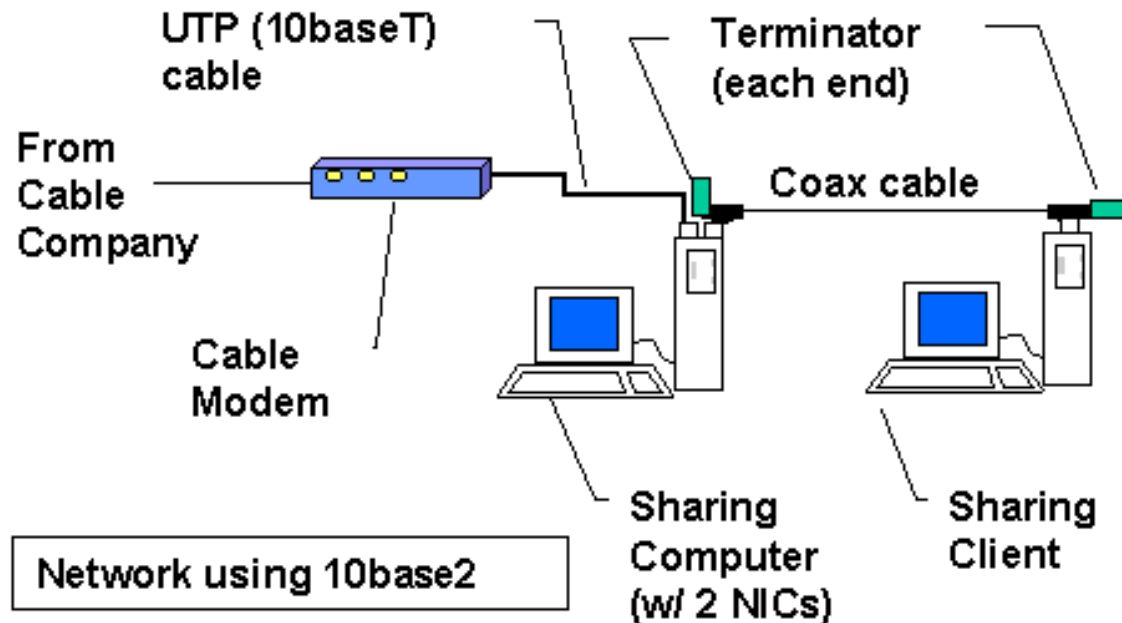 UTP (10baseT)
cable
Terminator
(each end)
From
Cable
Company
Coax cable
Cable
Modem
Sharing
Computer
(w/ 2 NICs)
Sharing
Client
Network using 10base2